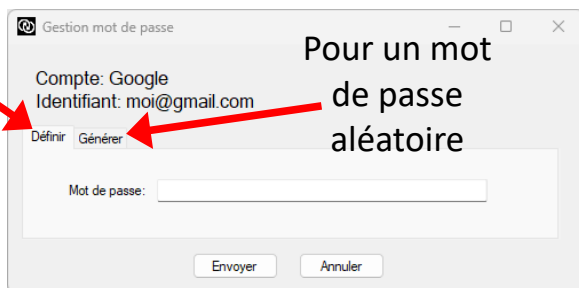 Gestion mot de passe
Pour un mot
de passe
aléatoire
Compte: Google
Identifiant: moi@gmail.com
Définir Générer
Mot de passe:
Envoyer Annuler